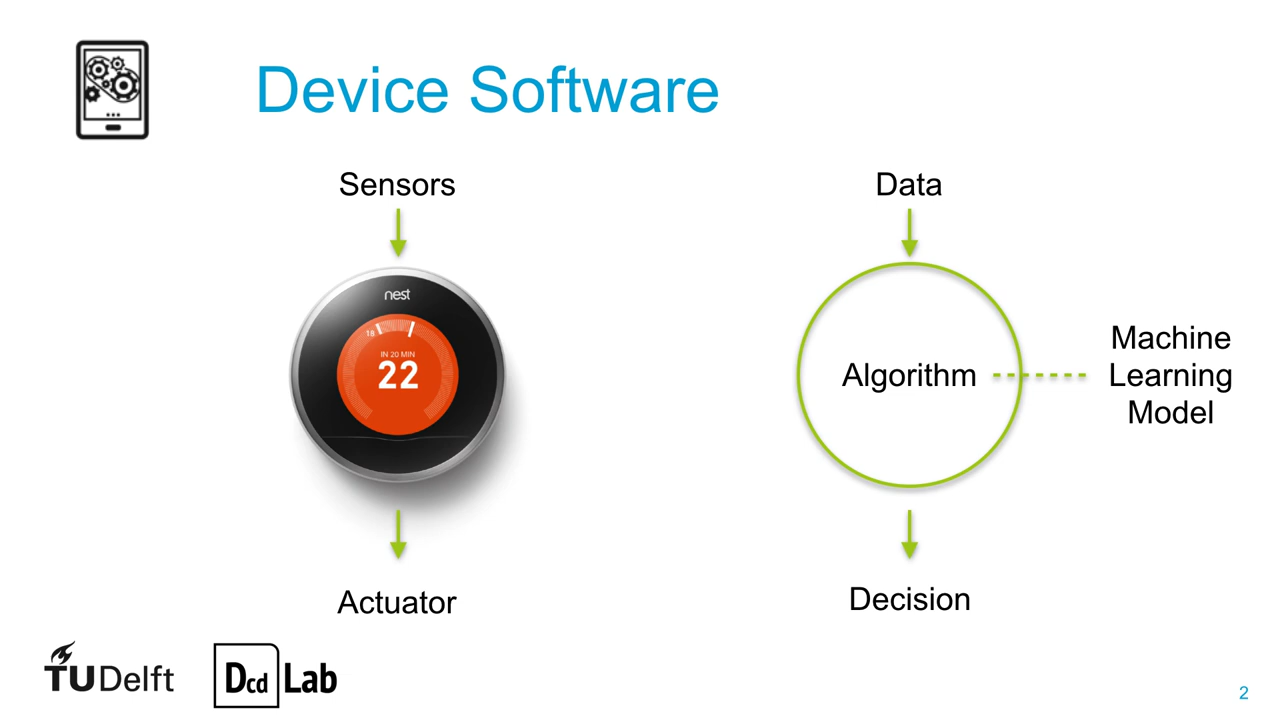 Device Software
Sensors
nest
18
IN 20 MIN
22
Actuator
Data
Algorithm
Machine
Learning
Model
Decision
TUDelft
Dcd Lab
2